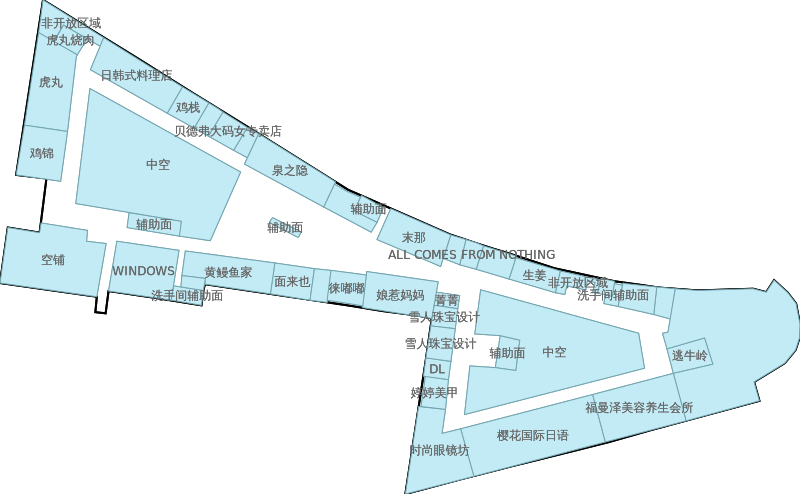 非开放区域
虎丸烧肉
日韩式料理店
虎丸
鸡栈
贝德弗大码女专卖店
鸡锦
中空
泉之隐
辅助面
辅助面
辅助面
末那
ALL COMES FROM NOTHING
空铺
WINDOWS
黄鳗鱼家
面来也
徕嘟嘟
娘惹妈妈
洗手间辅助面
生姜
非开放区域
洗手间辅助面
菁菁
雪人珠宝设计
雪人珠宝设计
辅助面
中空
逃牛岭
DL
婷婷美甲
福曼泽美容养生会所
樱花国际日语
时尚眼镜坊